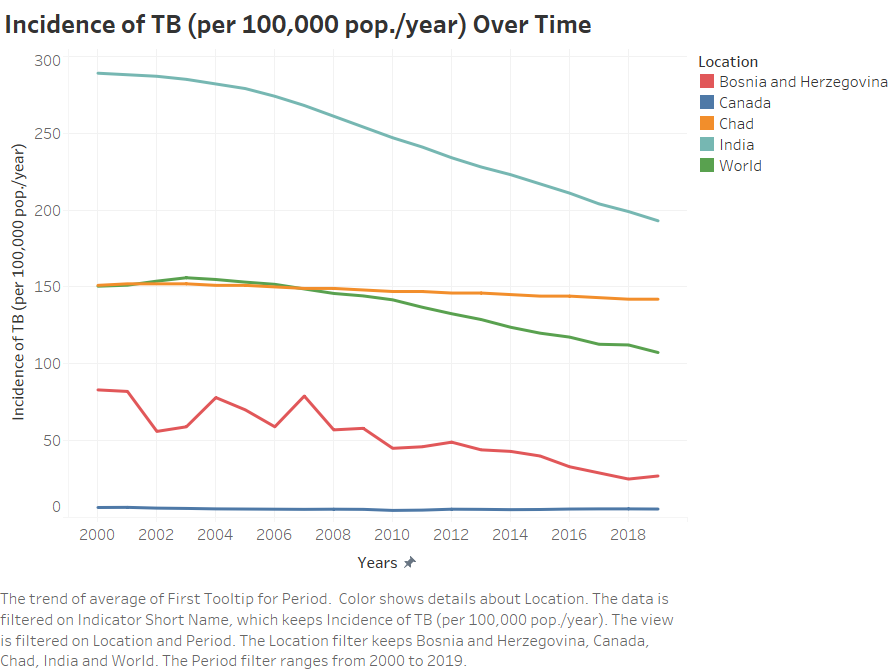 Incidence of TB (per 100,000 pop./year) Over Time
Incidence of TB (per 100,000 pop./year)
300
250
200
150
100
50
0
2000 2002 2004 2006 2008 2010 2012 2014 2016 2018
Years
Location
Bosnia and Herzegovina
Canada
Chad
India
World
The trend of average of First Tooltip for Period.  Color shows details about Location. The data is
filtered on Indicator Short Name, which keeps Incidence of TB (per 100,000 pop./year). The view
is filtered on Location and Period. The Location filter keeps Bosnia and Herzegovina, Canada,
Chad, India and World. The Period filter ranges from 2000 to 2019.